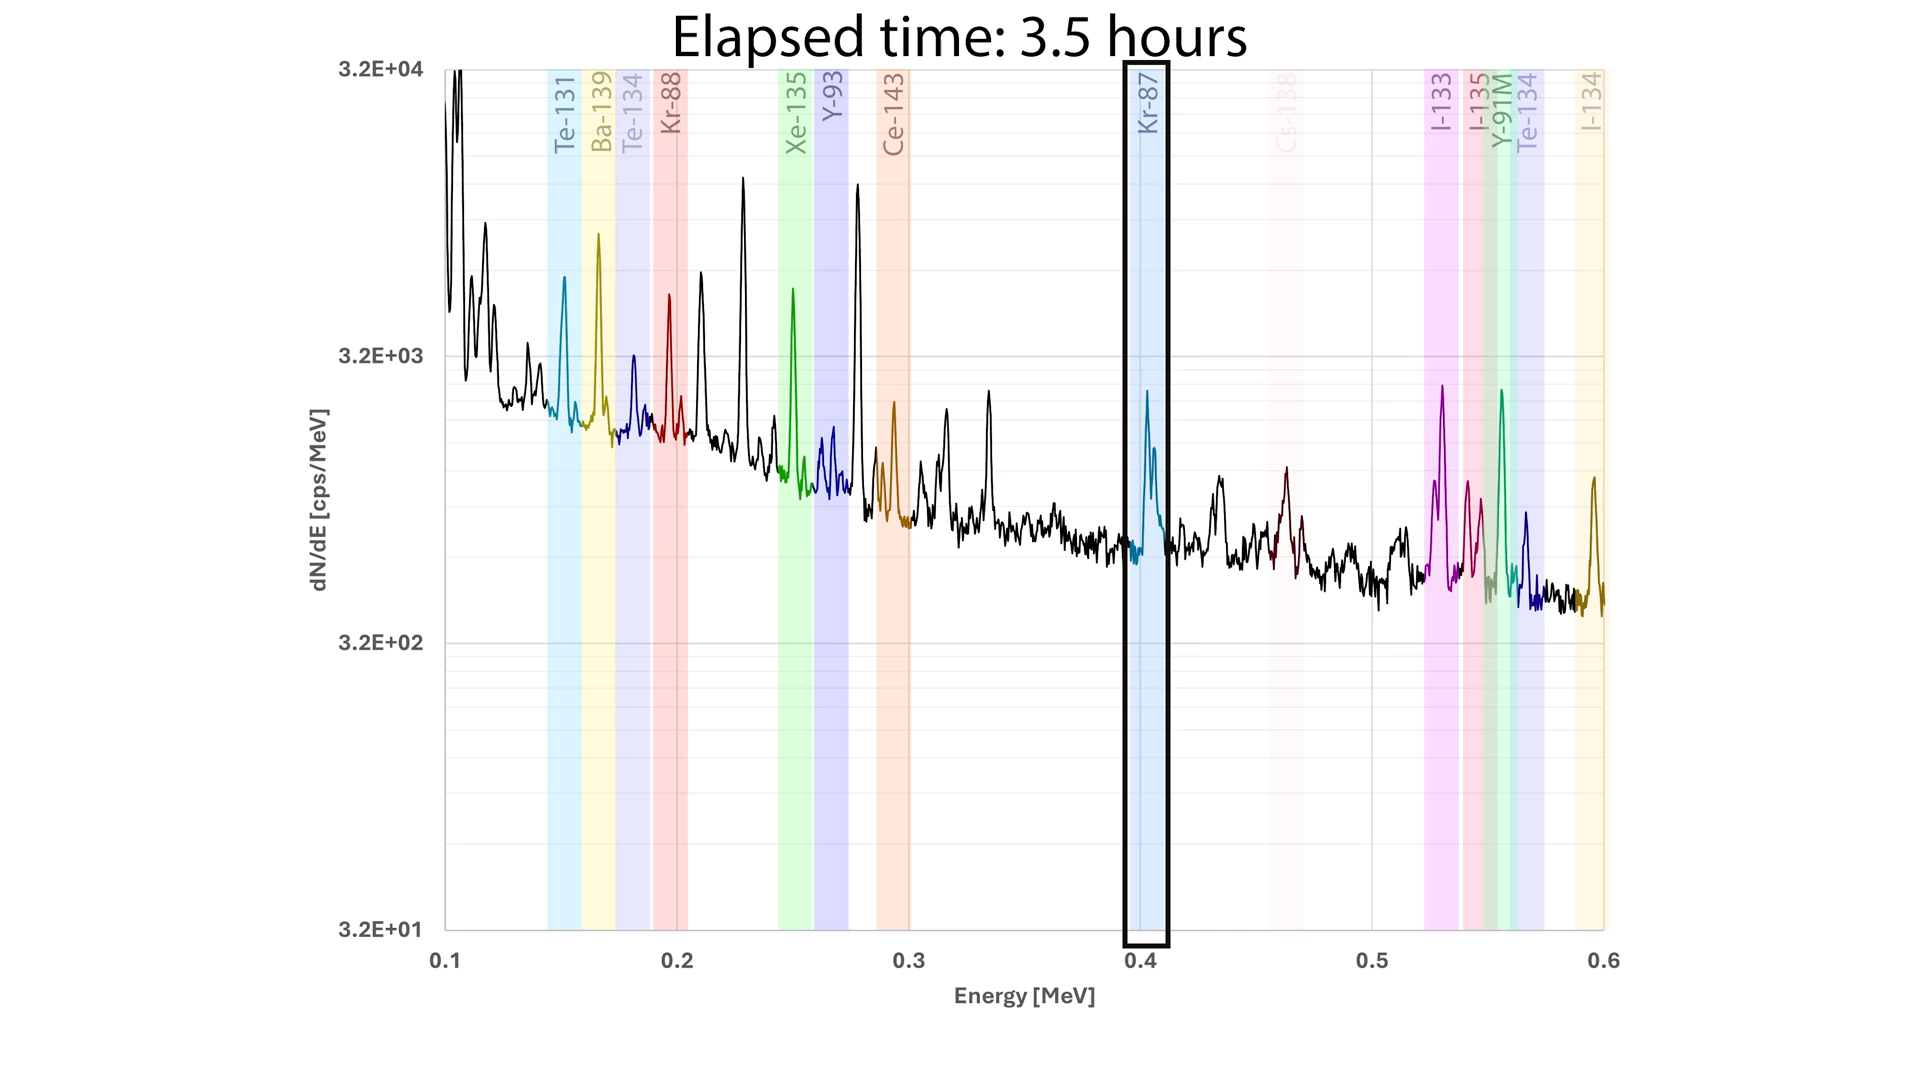 Elapsed time: 3.5 hours
3.2E+04
3.2E+03
3.2E+02
3.2E+01
dN/dE [cps/MeV]
Te-131
Ba-139
Te-134
Kr-88
Xe-135
Y-93
Ce-143
Kr-87
Cs-138
I-133
I-135
Y-91M
Te-134
I-134
0.1
0.2
0.3
0.4
0.5
0.6
Energy [MeV]